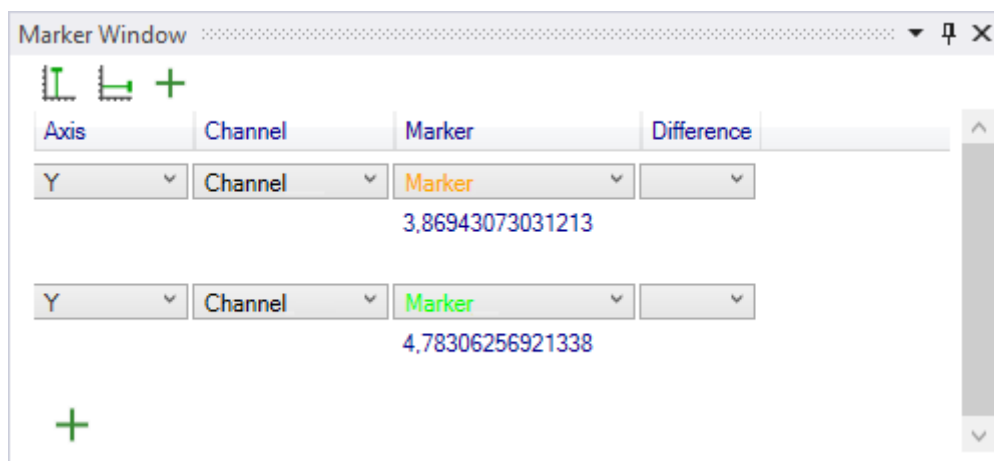 Marker Window
Axis Channel Marker Difference
Y Channel Marker
3,86943073031213
Y Channel Marker
4,78306256921338